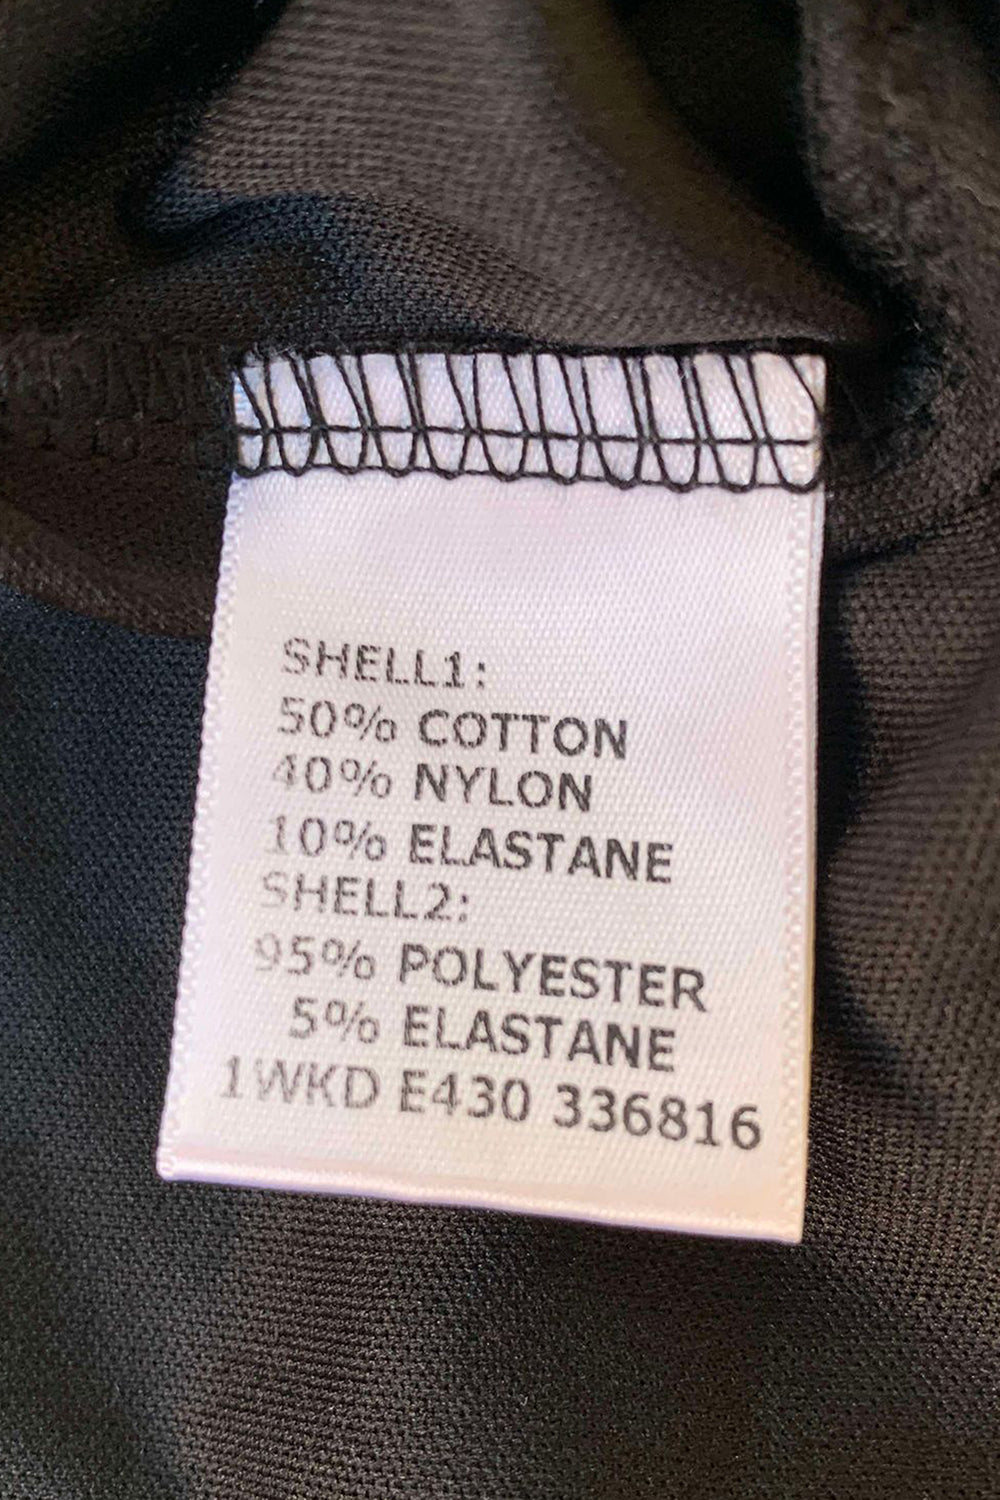 SHELL1:
50% COTTON
40% NYLON
10% ELASTANE
SHELL2:
95% POLYESTER
5% ELASTANE
1WKD E430 336816